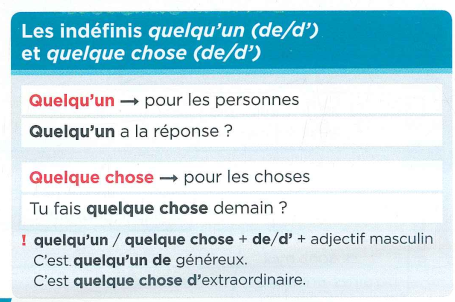 Les indéfinis quelqu'un (de/d')
et quelque chose (de/d')
Quelqu'un → pour les personnes
Quelqu'un a la réponse ?
Quelque chose → pour les choses
Tu fais quelque chose demain ?
! quelqu'un / quelque chose + de/d' + adjectif masculin
C'est quelqu'un de généreux.
C'est quelque chose d'extraordinaire.